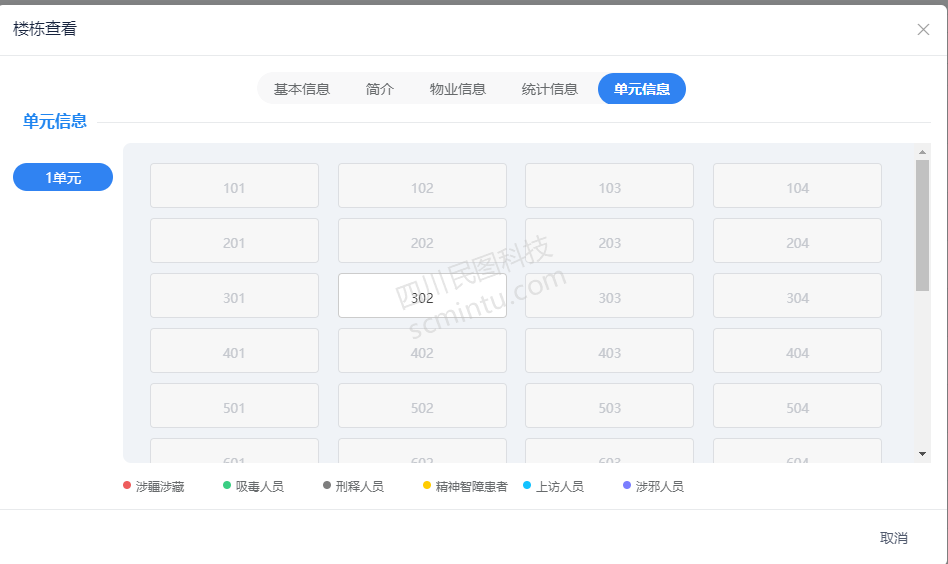 楼栋查看
基本信息 简介 物业信息 统计信息 单元信息
单元信息
1单元
101 102 103 104
201 202 203 204
301 302 303 304
401 402 403 404
501 502 503 504
601 602 603 604
四川民图科技
scmintu.com
涉疆涉藏 吸毒人员 刑释人员 精神智障患者 上访人员 涉邪人员
取消